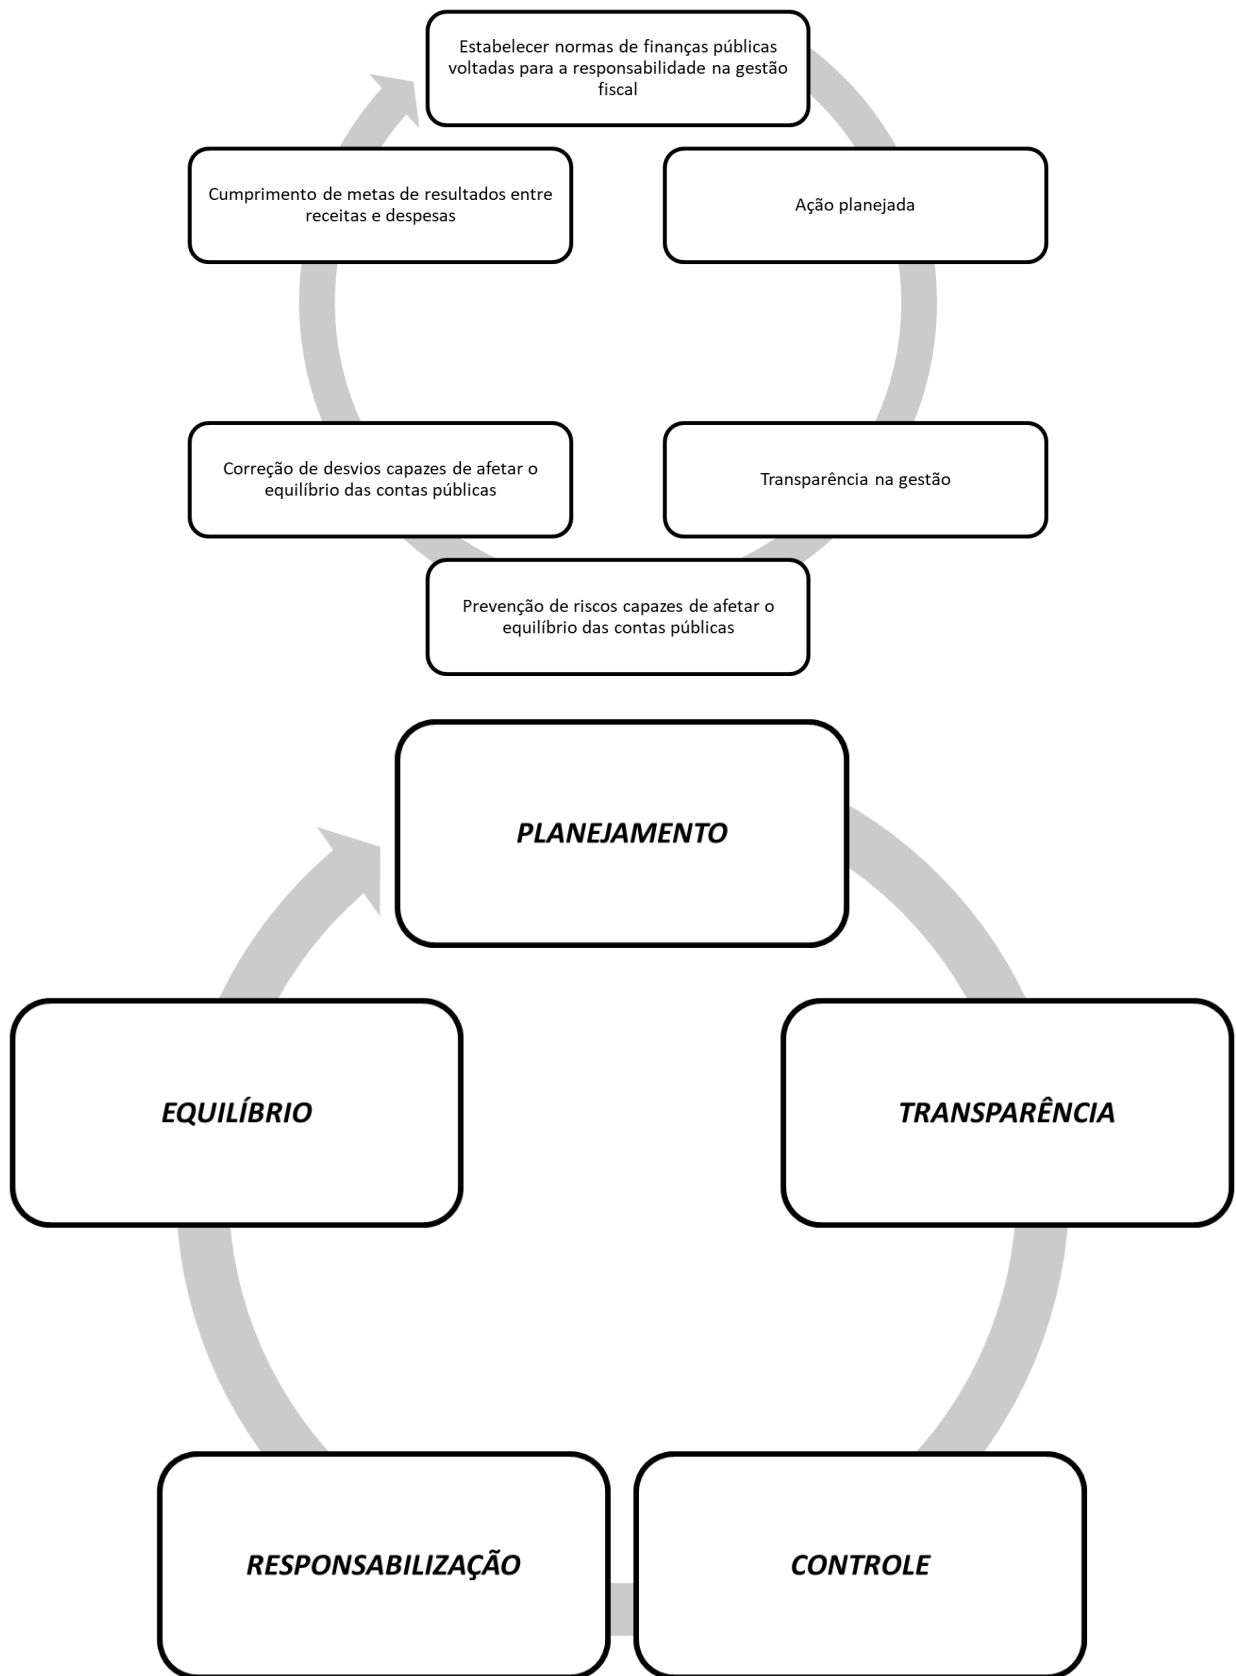 Estabelecer normas de finanças públicas
voltadas para a responsabilidade na gestão
fiscal
Cumprimento de metas de resultados entre
receitas e despesas
Ação planejada
Correção de desvios capazes de afetar o
equilíbrio das contas públicas
Transparência na gestão
Prevenção de riscos capazes de afetar o
equilíbrio das contas públicas
PLANEJAMENTO
EQUILÍBRIO
TRANSPARÊNCIA
RESPONSABILIZAÇÃO
CONTROLE